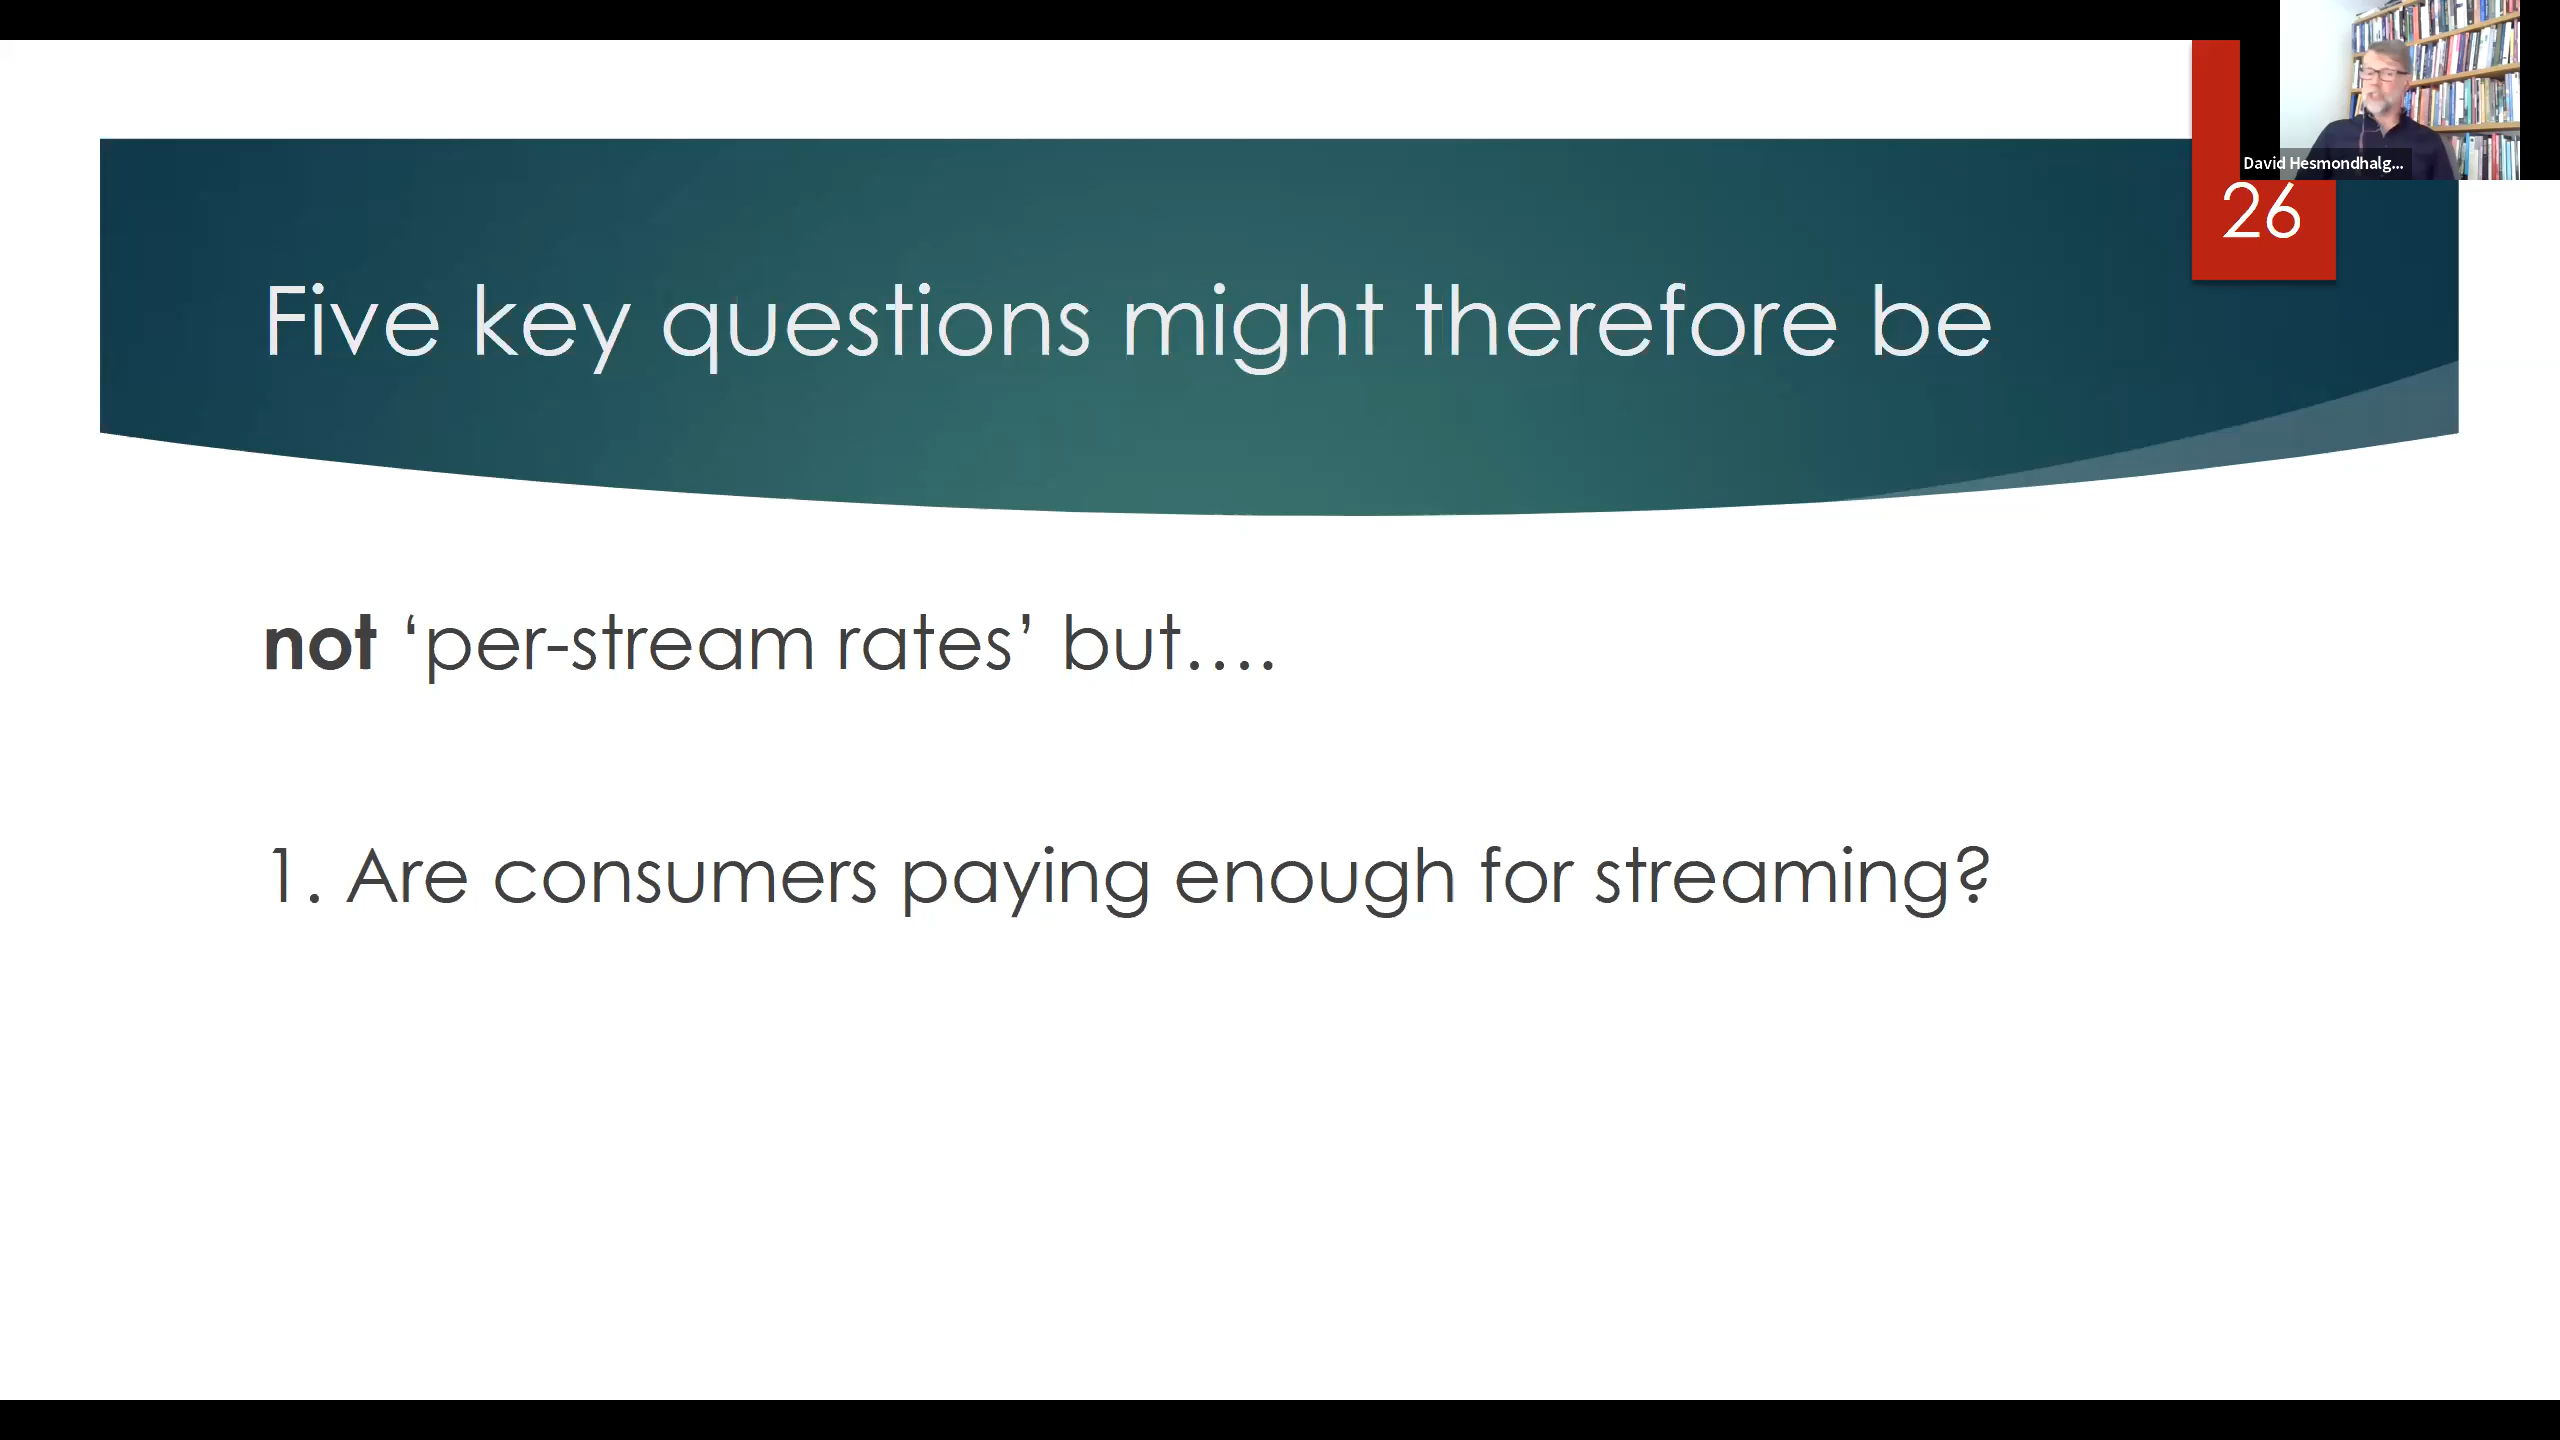 David Hesmondhalg...
26
Five key questions might therefore be
not ‘per-stream rates’ but....
1. Are consumers paying enough for streaming?